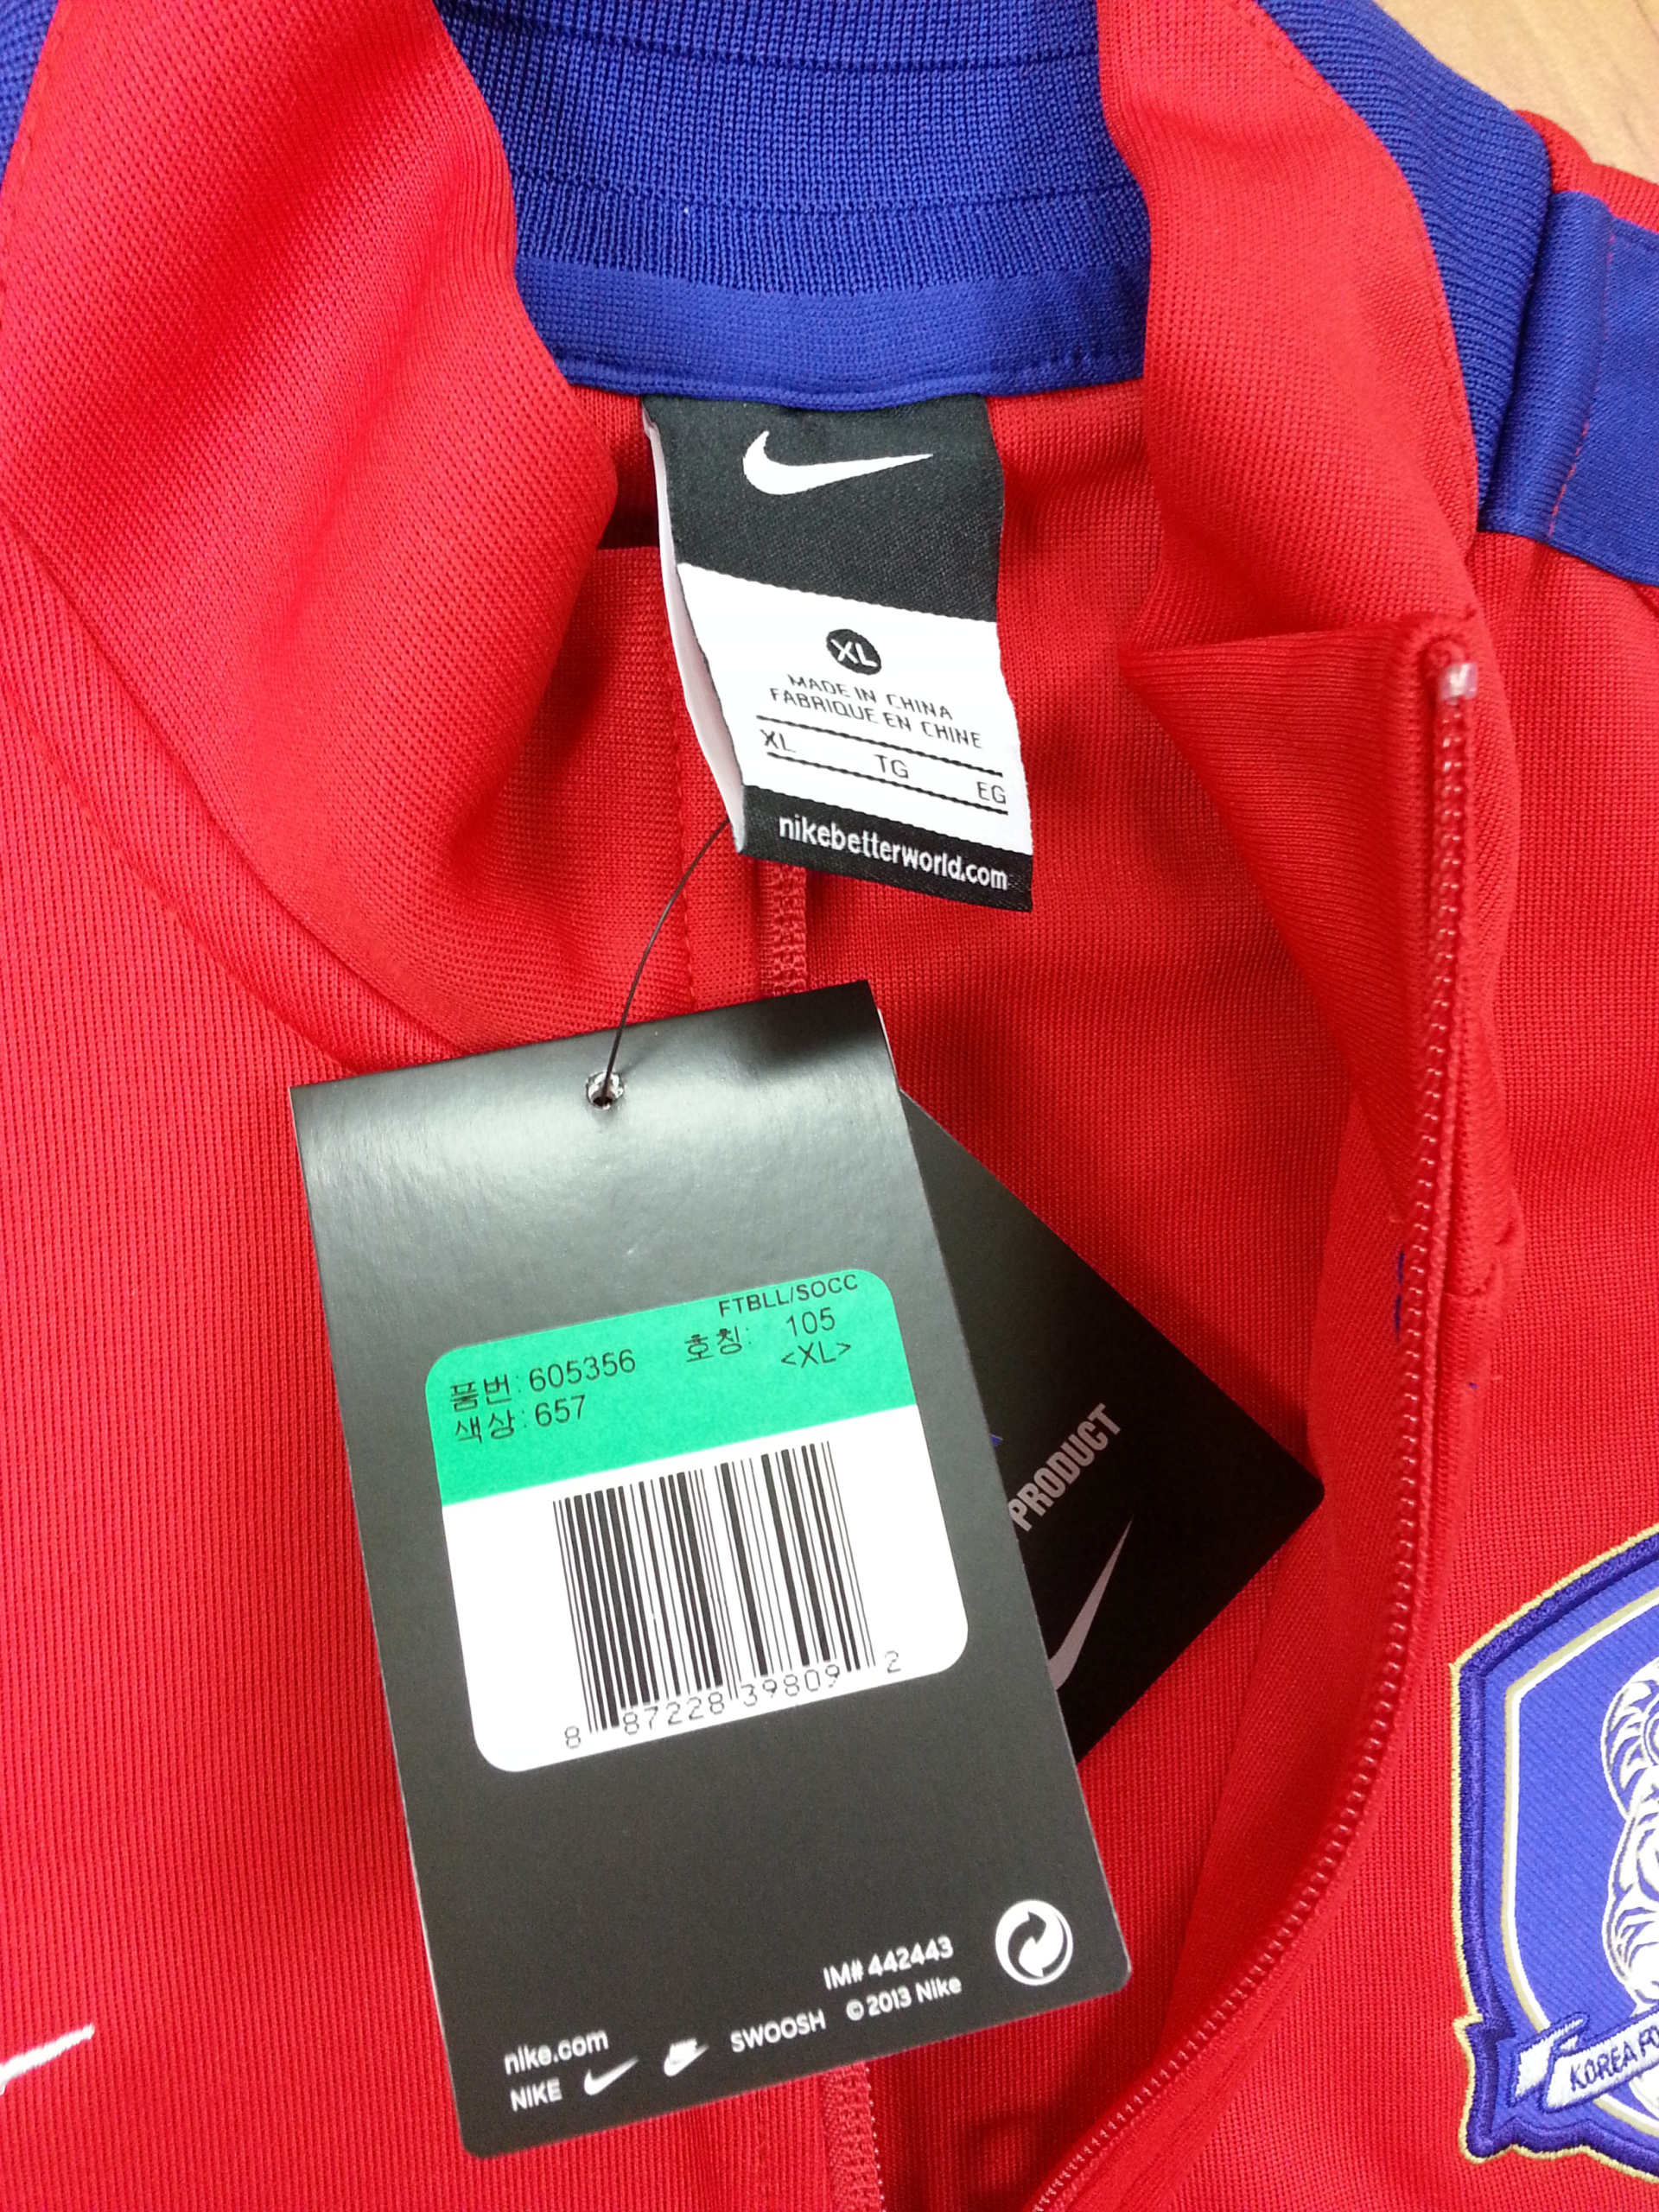 XL
MADE IN CHINA
FABRIQUE EN CHINE
XL TG EG
nikebetterworld.com
FTBLL/SOCC
품번: 605356 호칭: 105
색상: 657 <XL>
8 87228 39809 2
PRODUCT
IM# 442443
nike.com
NIKE SWOOSH © 2013 Nike
KOREA